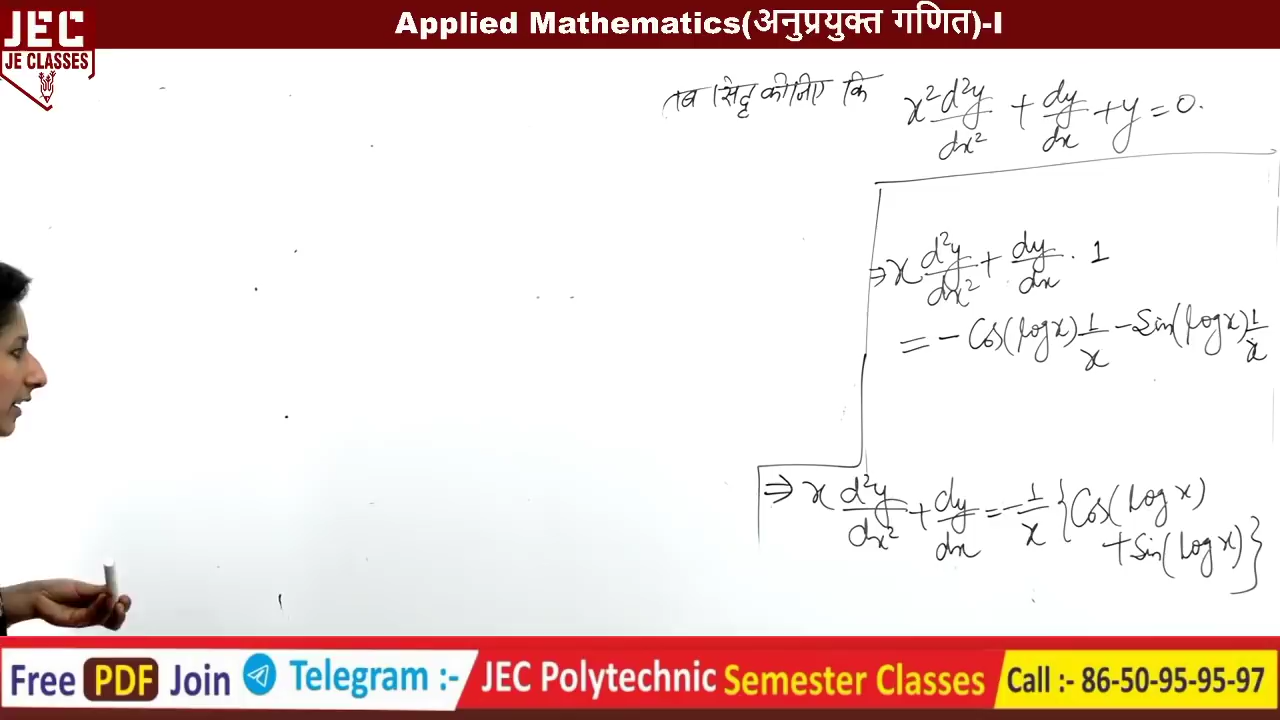 Applied Mathematics(अनुप्रयुक्त गणित)-I
JEC
JE CLASSES
तब सिद्ध कीजिए कि x² d²y/dx² + dy/dx + y = 0.
⇒ x d²y/dx² + dy/dx . 1
= - Cos(log x) 1/x - Sin(log x) 1/x
⇒ x d²y/dx² + dy/dx = - 1/x {Cos(log x)
+ Sin(log x)}
Free PDF Join Telegram :- JEC Polytechnic Semester Classes Call :- 86-50-95-95-97